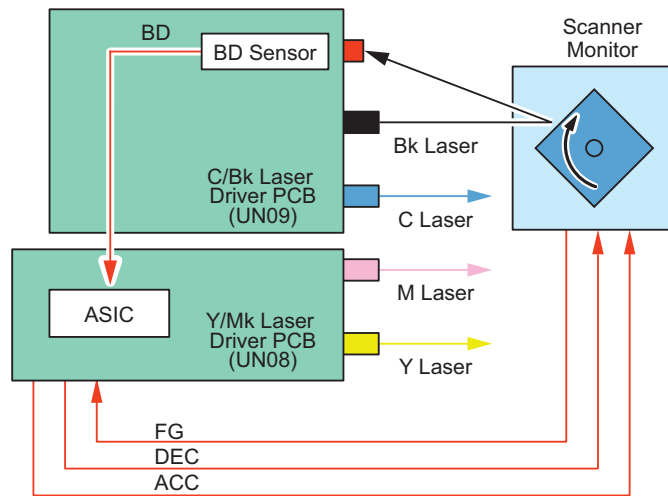 BD
BD Sensor
Scanner
Monitor
Bk Laser
C/Bk Laser
Driver PCB
(UN09)
C Laser
M Laser
ASIC
Y/Mk Laser
Driver PCB
(UN08)
Y Laser
FG
DEC
ACC